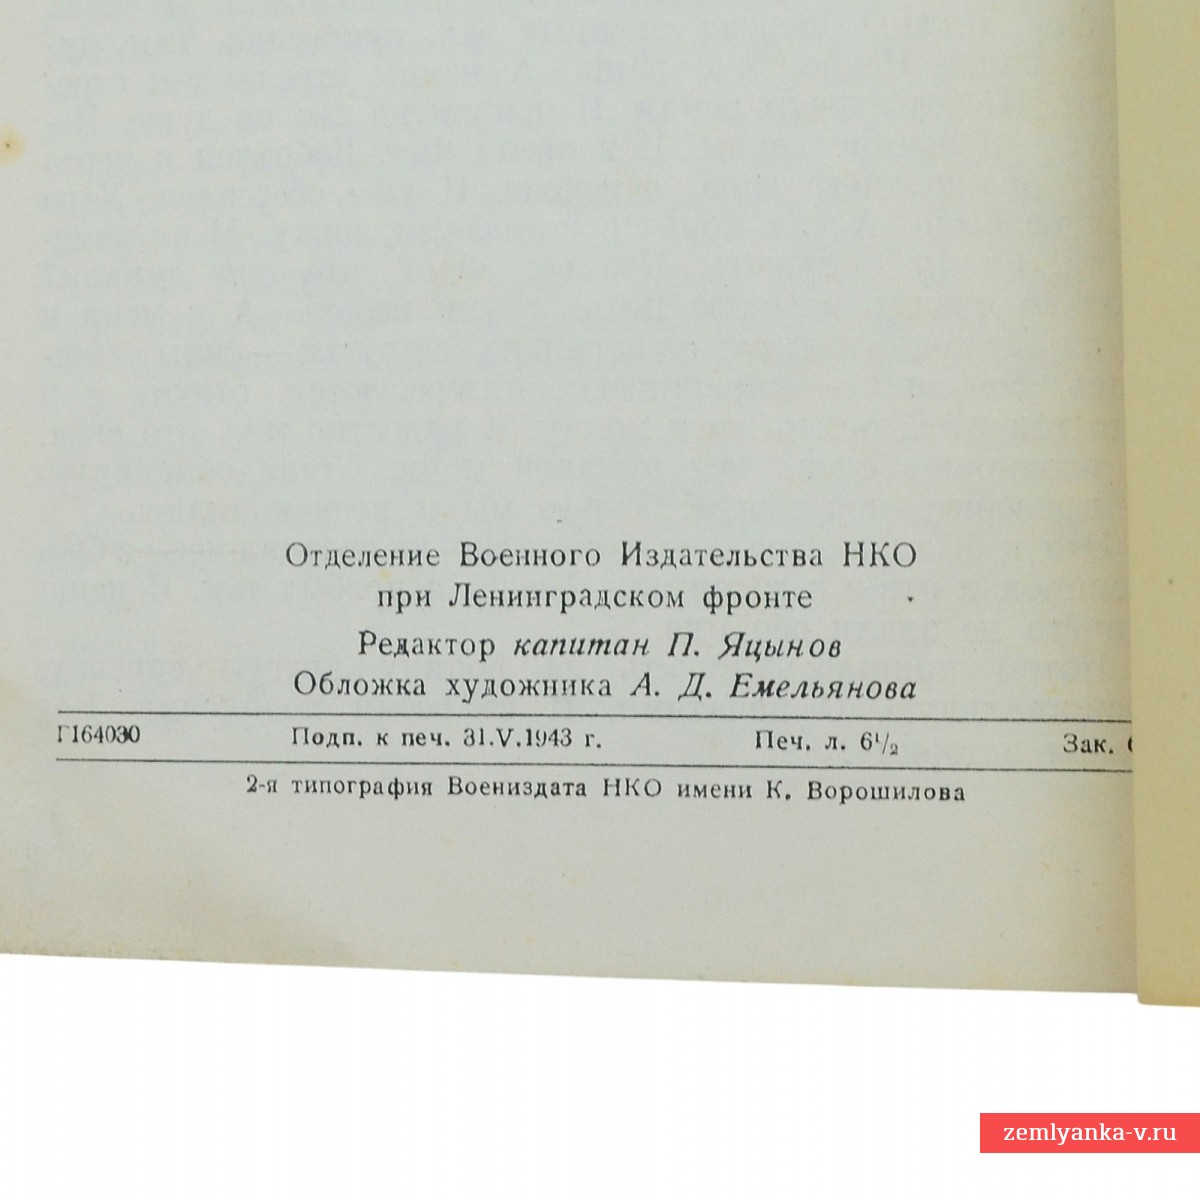 Отделение Военного Издательства НКО
при Ленинградском фронте
Редактор капитан П. Яцынов
Обложка художника А. Д. Емельянова
Г164030 Подп. к печ. 31.V.1943 г. Печ. л. 6¹/₂ Зак.
2-я типография Воениздата НКО имени К. Ворошилова
zemlyanka-v.ru